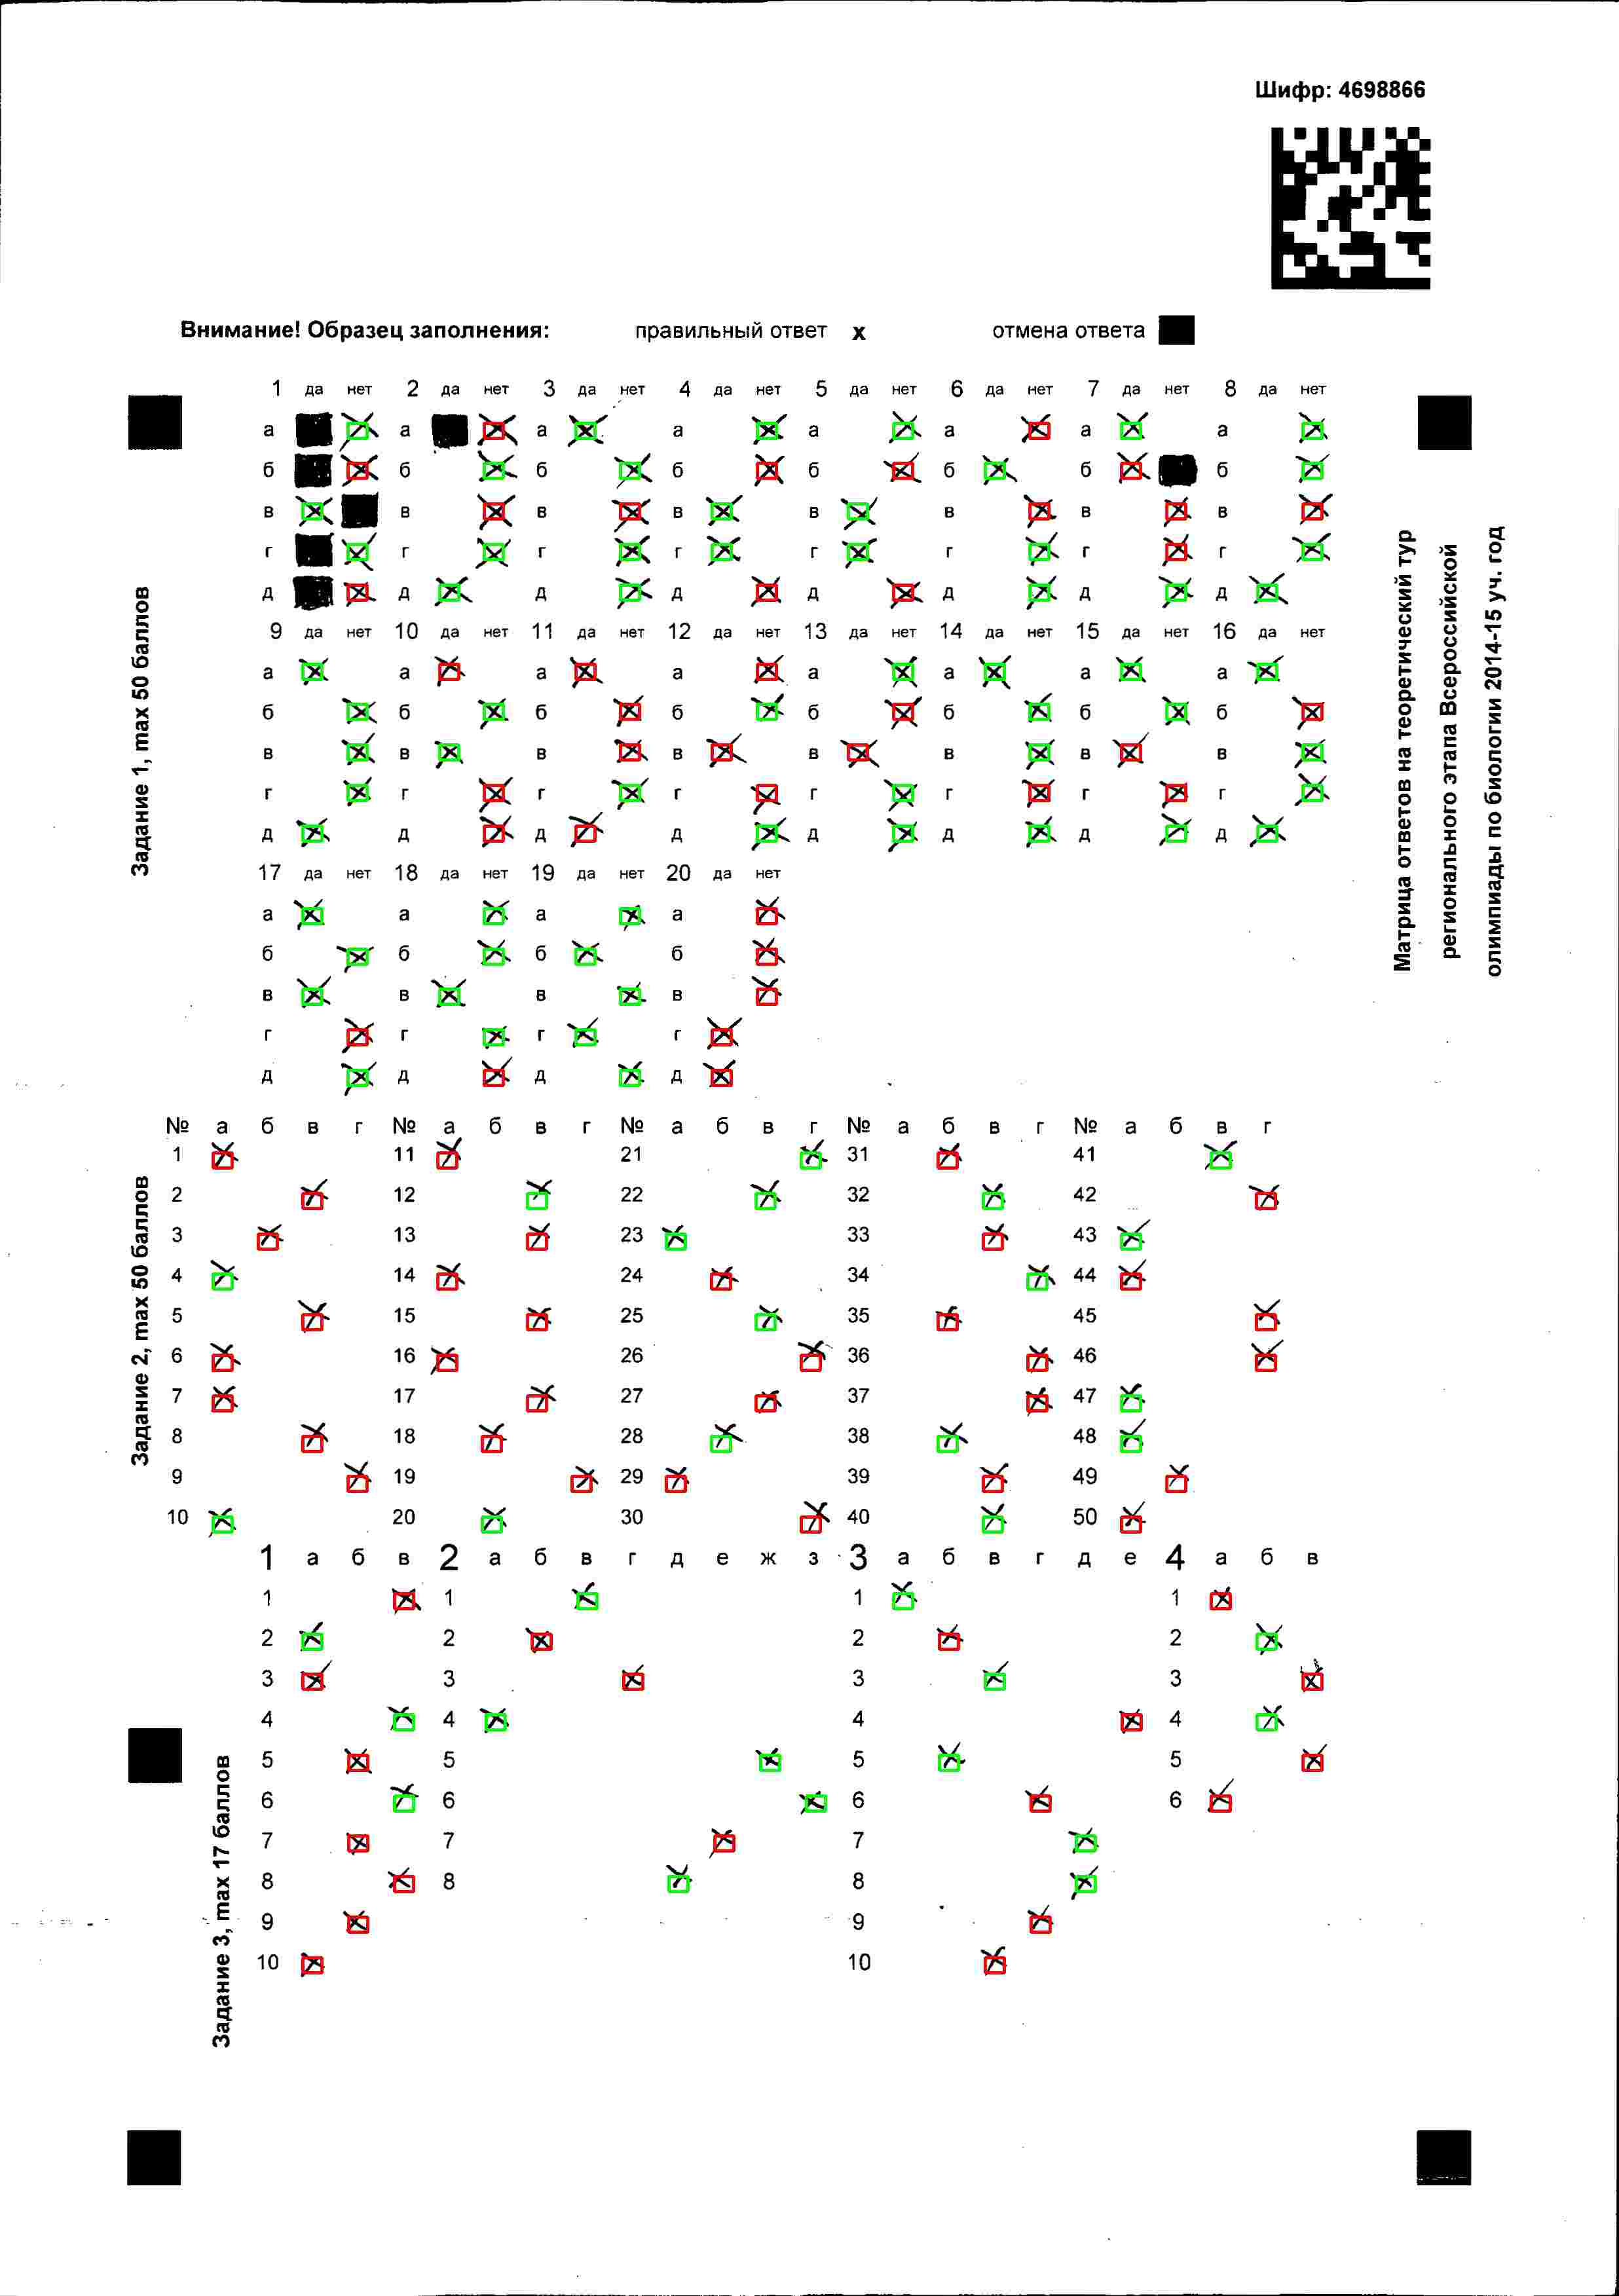 Шифр: 4698866
Внимание! Образец заполнения: правильный ответ x отмена ответа
1 да нет 2 да нет 3 да нет 4 да нет 5 да нет 6 да нет 7 да нет 8 да нет
а а а а а а а а
б б б б б б б б
в в в в в в в в
г г г г г г г г
д д д д д д д д
9 да нет 10 да нет 11 да нет 12 да нет 13 да нет 14 да нет 15 да нет 16 да нет
а а а а а а а а
б б б б б б б б
в в в в в в в в
г г г г г г г г
д д д д д д д д
17 да нет 18 да нет 19 да нет 20 да нет
а а а а
б б б б
в в в в
г г г г
д д д д
Задание 1, max 50 баллов
Матрица ответов на теоретический тур
регионального этапа Всероссийской
олимпиады по биологии 2014-15 уч. год
№ а б в г № а б в г № а б в г № а б в г № а б в г
1 11 21 31 41
2 12 22 32 42
3 13 23 33 43
4 14 24 34 44
5 15 25 35 45
6 16 26 36 46
7 17 27 37 47
8 18 28 38 48
9 19 29 39 49
10 20 30 40 50
Задание 2, max 50 баллов
1 а б в 2 а б в г д е ж з 3 а б в г д е 4 а б в
1 1 1 1
2 2 2 2
3 3 3 3
4 4 4 4
5 5 5 5
6 6 6 6
7 7 7
8 8 8
9 9
10 10
Задание 3, max 17 баллов